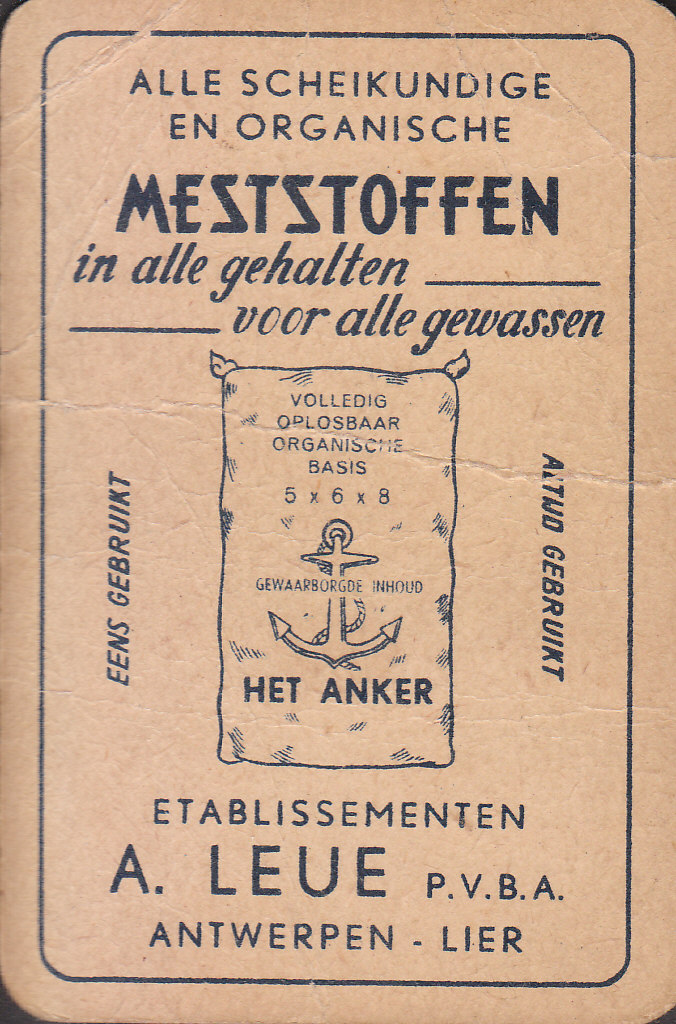 ALLE SCHEIKUNDIGE
EN ORGANISCHE
MESTSTOFFEN
in alle gehalten
voor alle gewassen
VOLLEDIG
OPLOSBAAR
ORGANISCHE
BASIS
5 x 6 x 8
GEWAARBORGDE INHOUD
HET ANKER
EENS GEBRUIKT
ALTIJD GEBRUIKT
ETABLISSEMENTEN
A. LEUE P.V.B.A.
ANTWERPEN - LIER